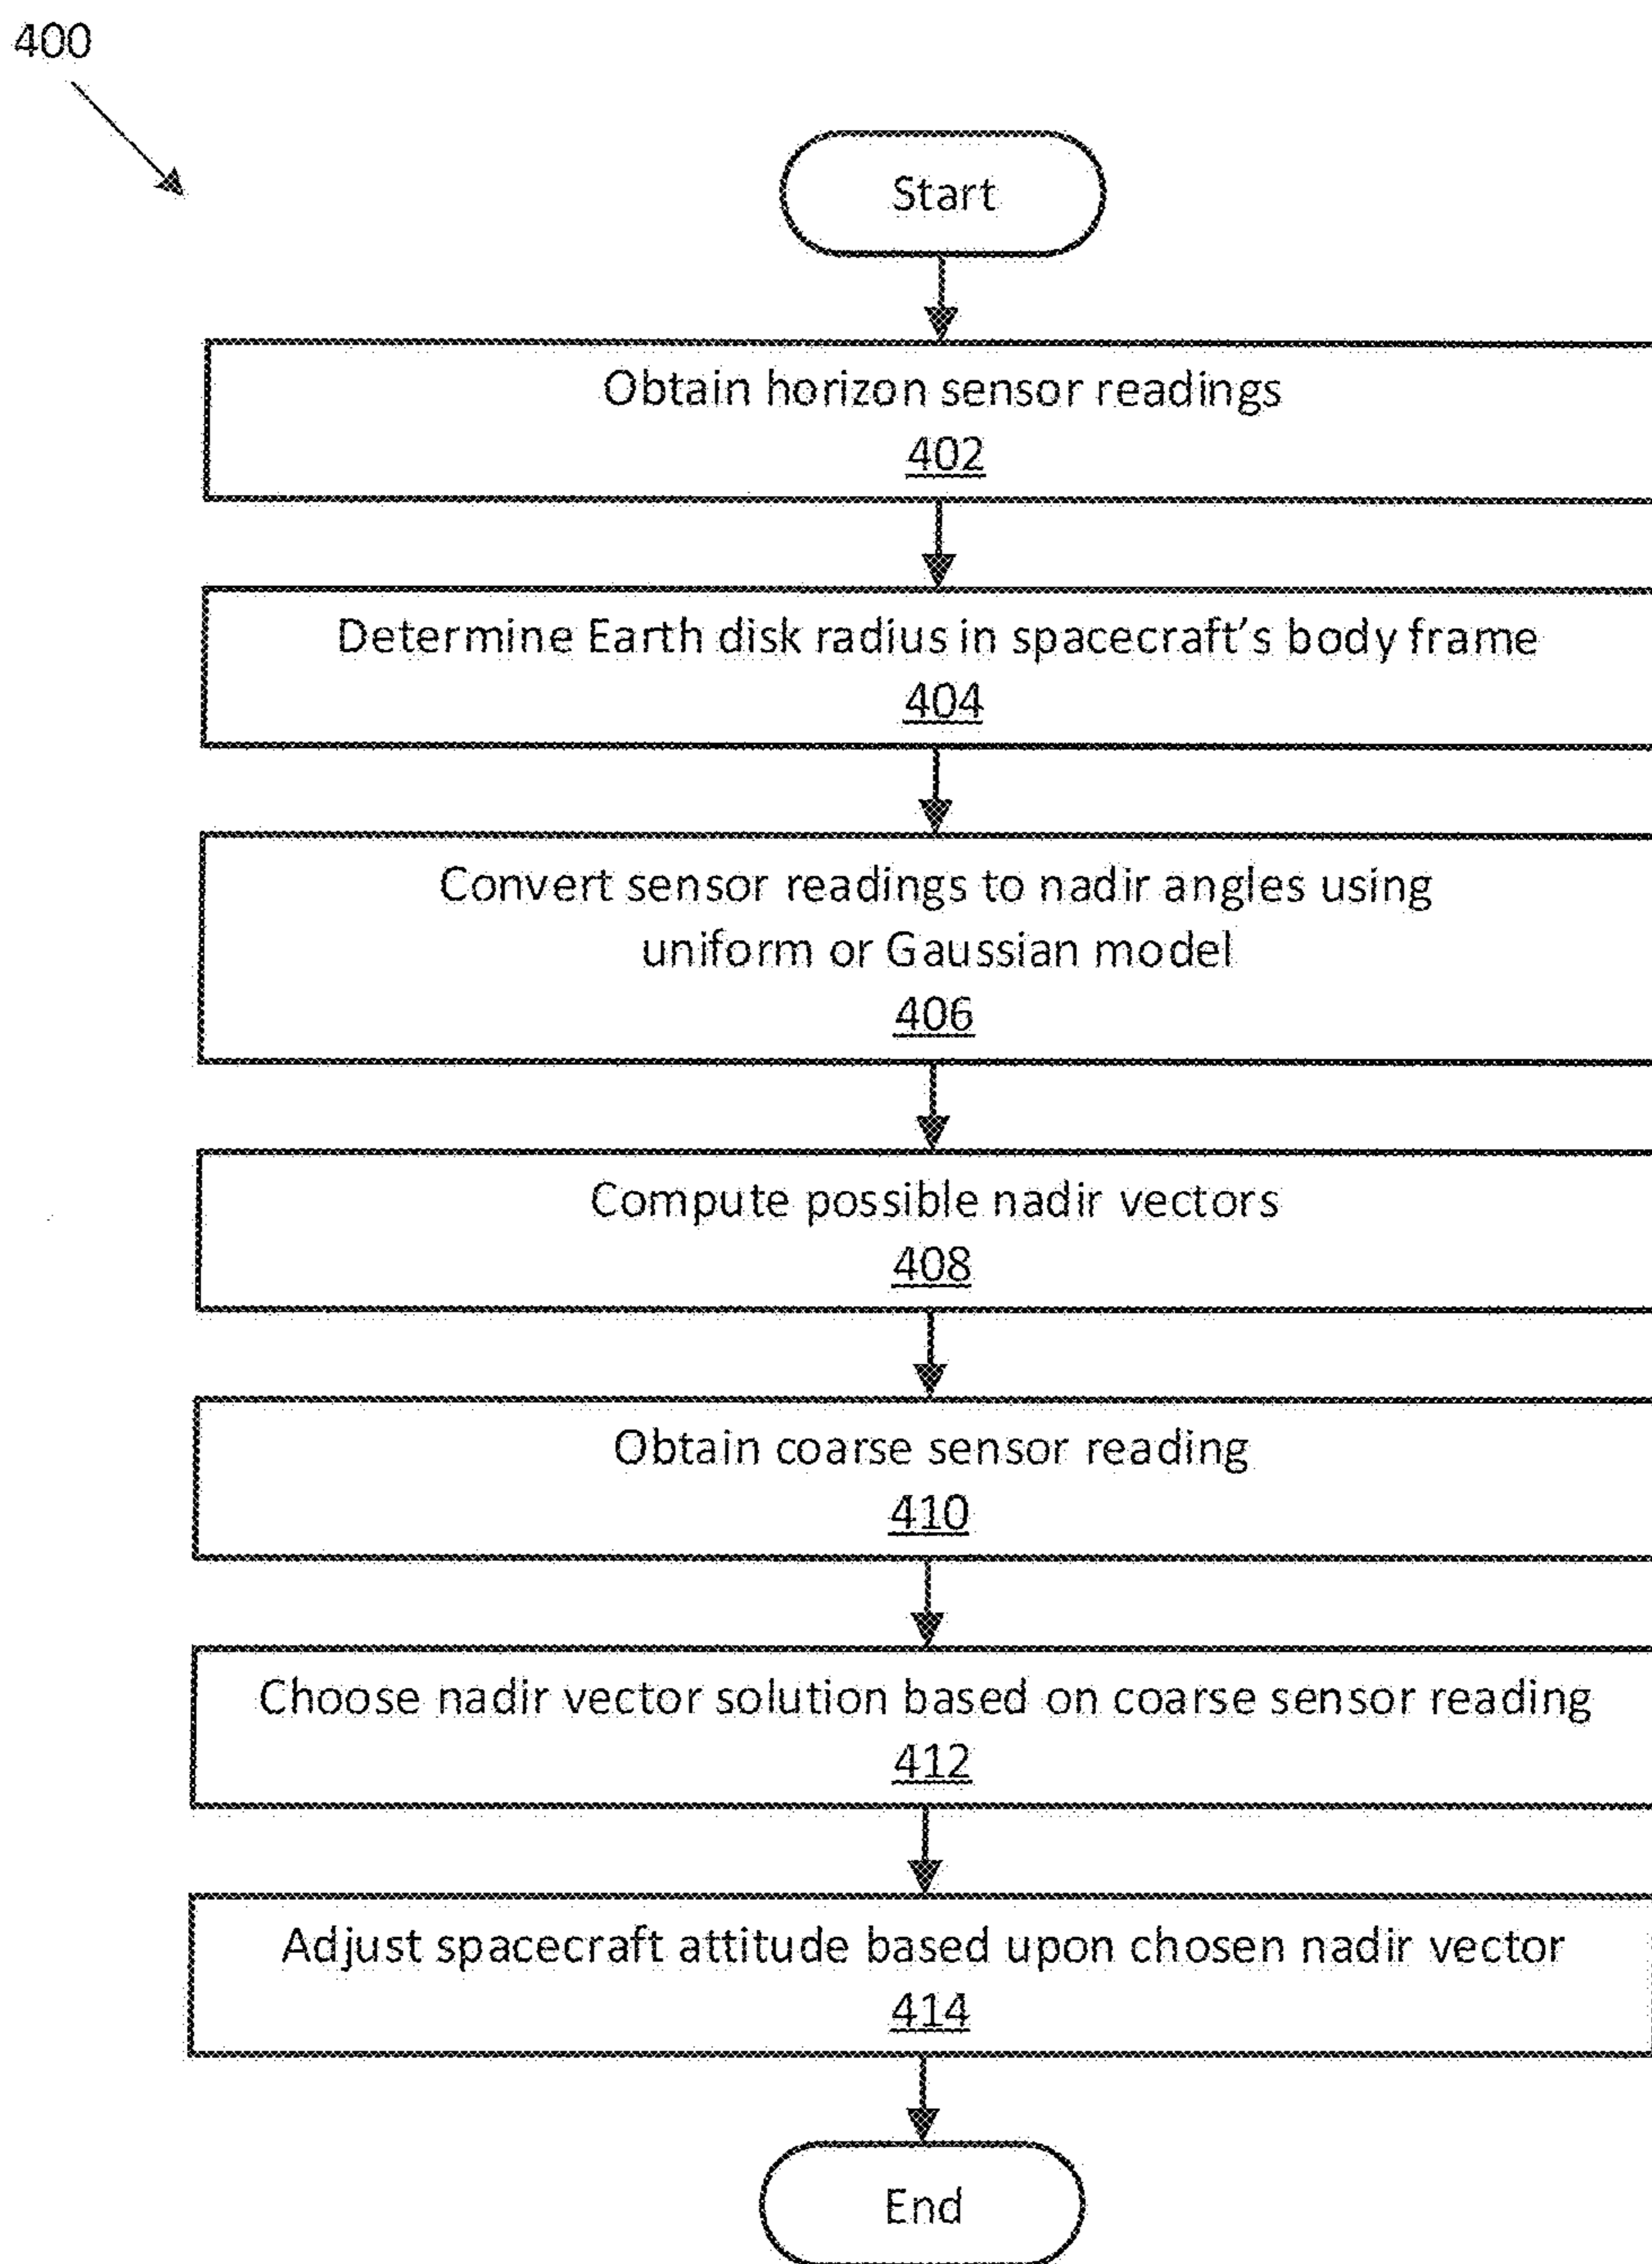 400
Start
Obtain horizon sensor readings
402
Determine Earth disk radius in spacecraft's body frame
404
Convert sensor readings to nadir angles using
uniform or Gaussian model
406
Compute possible nadir vectors
408
Obtain coarse sensor reading
410
Choose nadir vector solution based on coarse sensor reading
412
Adjust spacecraft attitude based upon chosen nadir vector
414
End